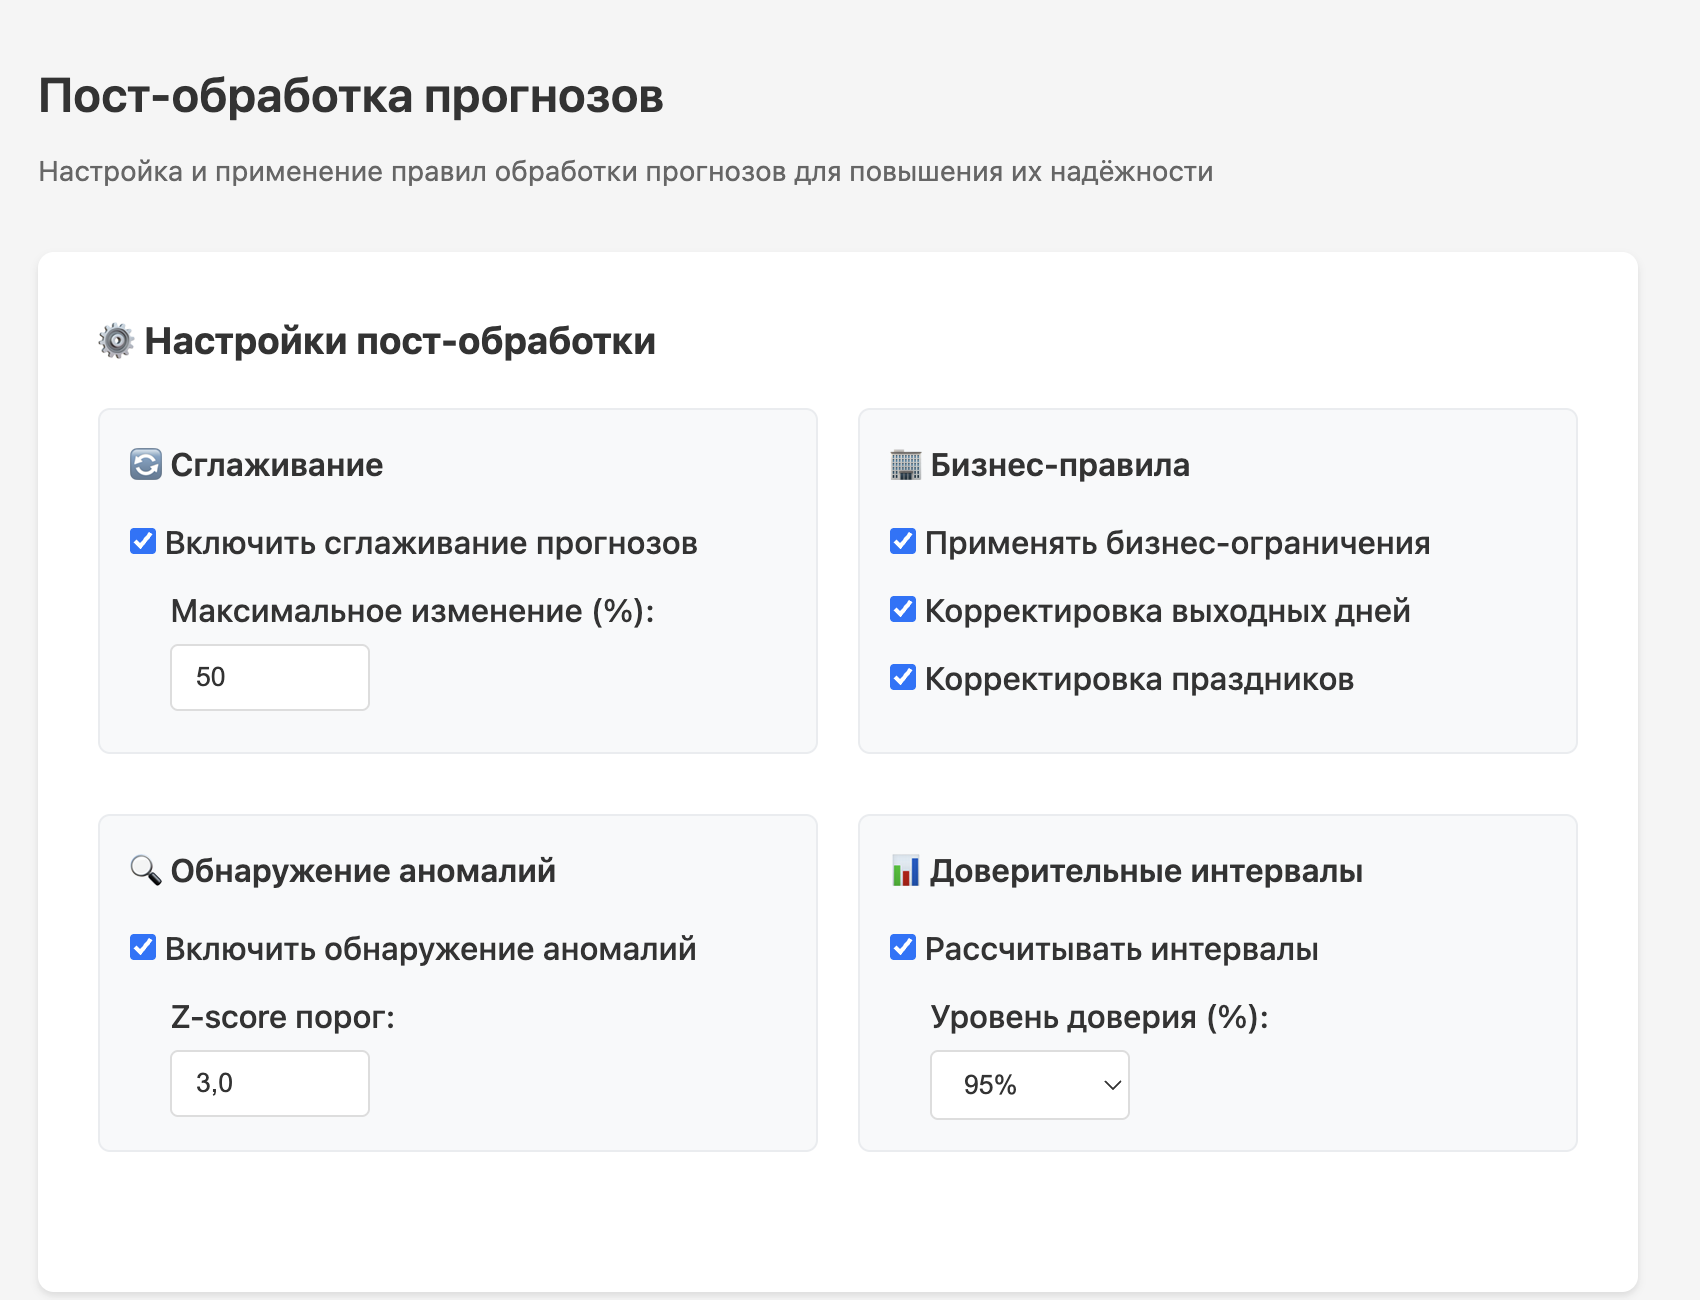 Пост-обработка прогнозов
Настройка и применение правил обработки прогнозов для повышения их надёжности
Настройки пост-обработки
Сглаживание
Включить сглаживание прогнозов
Максимальное изменение (%):
50
Бизнес-правила
Применять бизнес-ограничения
Корректировка выходных дней
Корректировка праздников
Обнаружение аномалий
Включить обнаружение аномалий
Z-score порог:
3,0
Доверительные интервалы
Рассчитывать интервалы
Уровень доверия (%):
95%